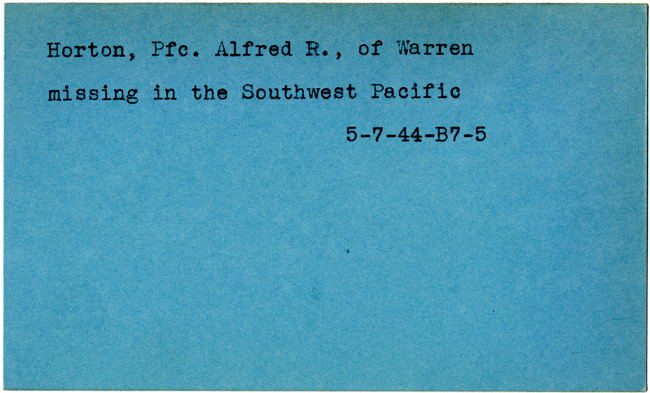 Horton, Pfc. Alfred R., of Warren
missing in the Southwest Pacific
5-7-44-B7-5